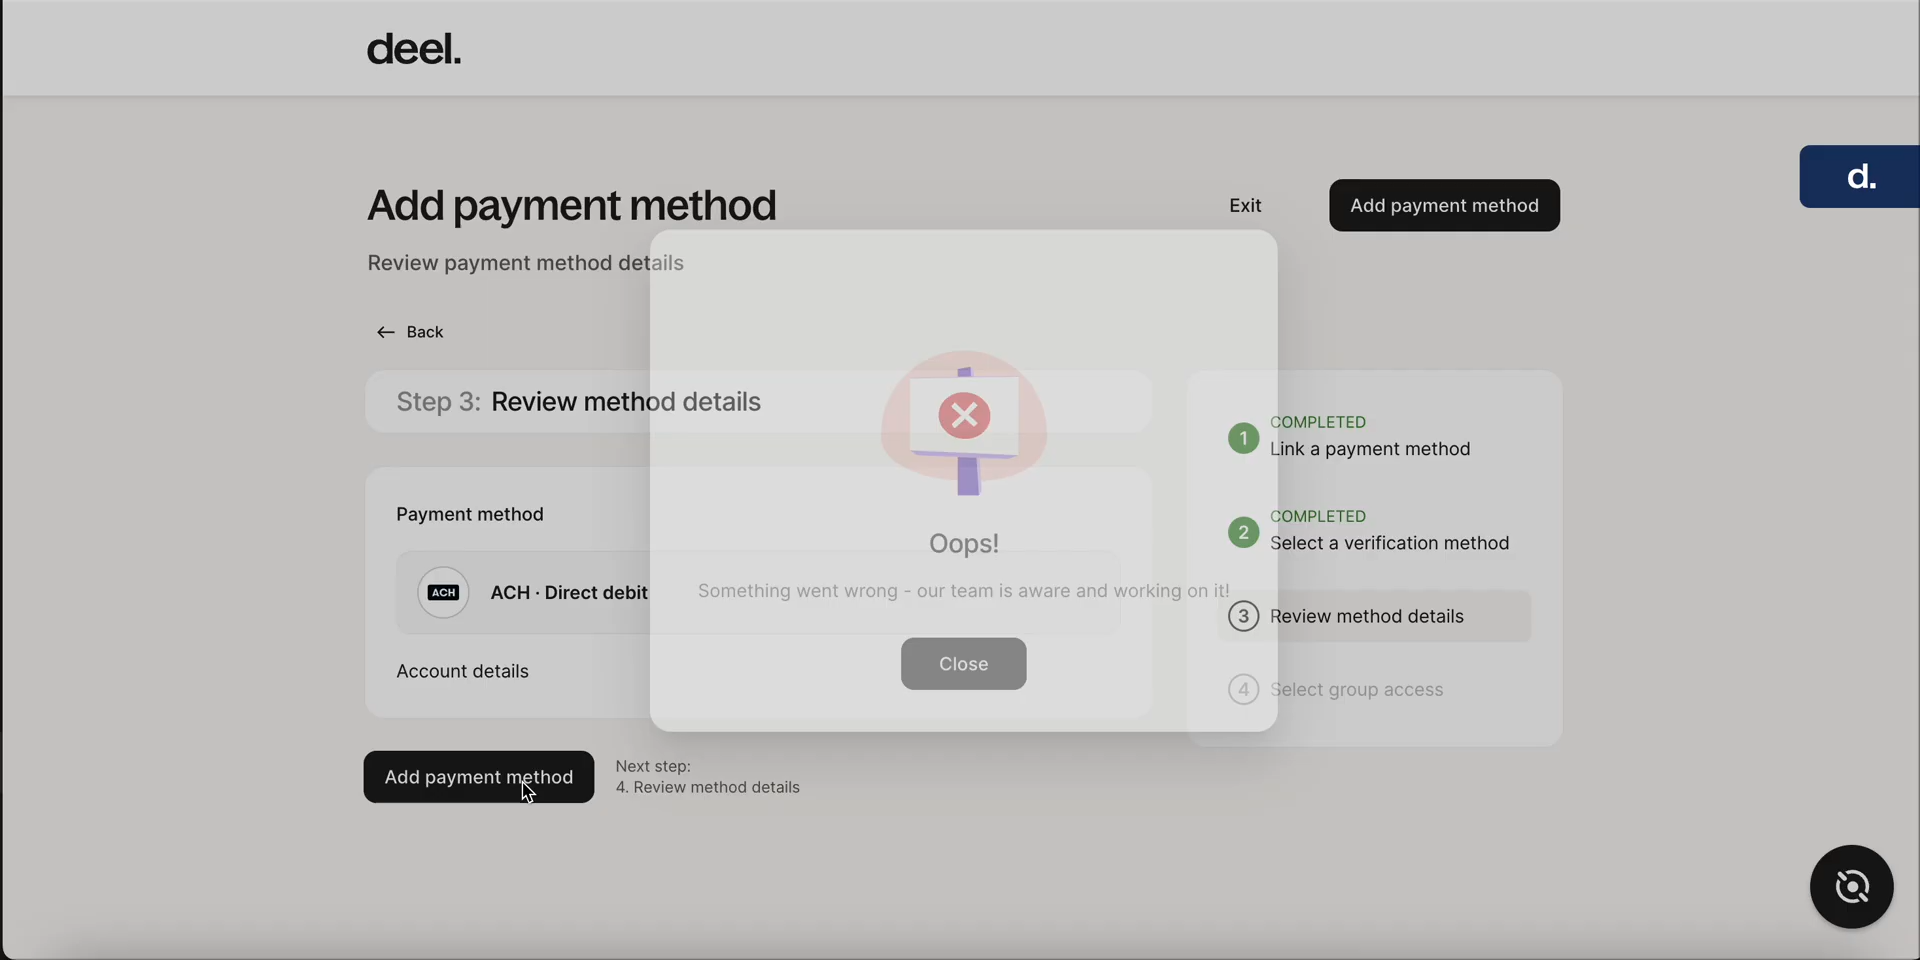 deel.
d.
Add payment method
Exit
Add payment method
Review payment method details
Back
Step 3: Review method details
Payment method
ACH
ACH · Direct debit
Account details
Oops!
Something went wrong - our team is aware and working on it!
Close
1
COMPLETED
Link a payment method
2
COMPLETED
Select a verification method
3
Review method details
4
Select group access
Add payment method
Next step:
4. Review method details